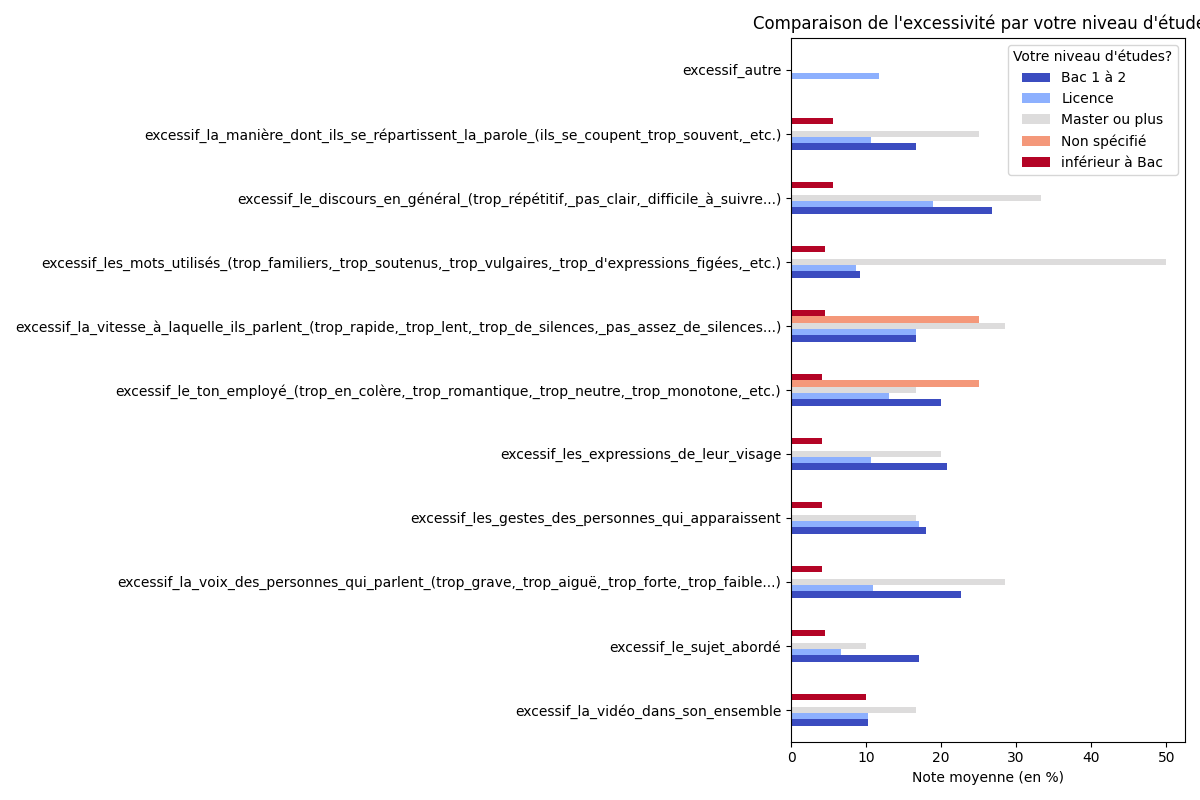 Comparaison de l'excessivité par votre niveau d'étude
Votre niveau d'études?
Bac 1 à 2
Licence
Master ou plus
Non spécifié
inférieur à Bac
excessif_autre
excessif_la_manière_dont_ils_se_répartissent_la_parole_(ils_se_coupent_trop_souvent,_etc.)
excessif_le_discours_en_général_(trop_répétitif,_pas_clair,_difficile_à_suivre...)
excessif_les_mots_utilisés_(trop_familiers,_trop_soutenus,_trop_vulgaires,_trop_d'expressions_figées,_etc.)
excessif_la_vitesse_à_laquelle_ils_parlent_(trop_rapide,_trop_lent,_trop_de_silences,_pas_assez_de_silences...)
excessif_le_ton_employé_(trop_en_colère,_trop_romantique,_trop_neutre,_trop_monotone,_etc.)
excessif_les_expressions_de_leur_visage
excessif_les_gestes_des_personnes_qui_apparaissent
excessif_la_voix_des_personnes_qui_parlent_(trop_grave,_trop_aiguë,_trop_forte,_trop_faible...)
excessif_le_sujet_abordé
excessif_la_vidéo_dans_son_ensemble
0 10 20 30 40 50
Note moyenne (en %)